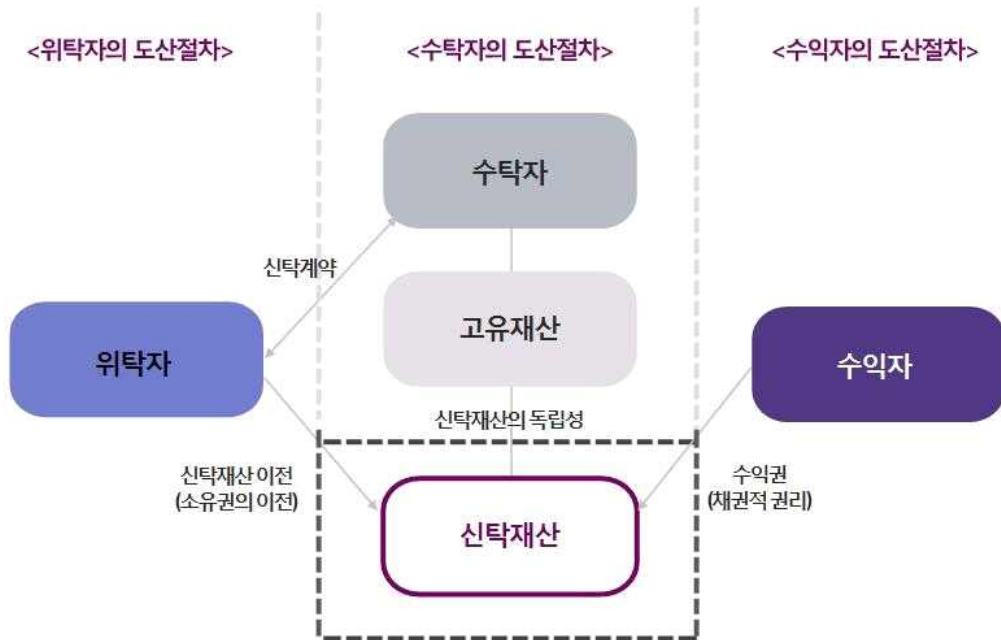 <위탁자의 도산절차>
<수탁자의 도산절차>
<수익자의 도산절차>
수탁자
신탁계약
고유재산
위탁자
수익자
신탁재산의 독립성
신탁재산 이전
(소유권의 이전)
수익권
(채권적 권리)
신탁재산